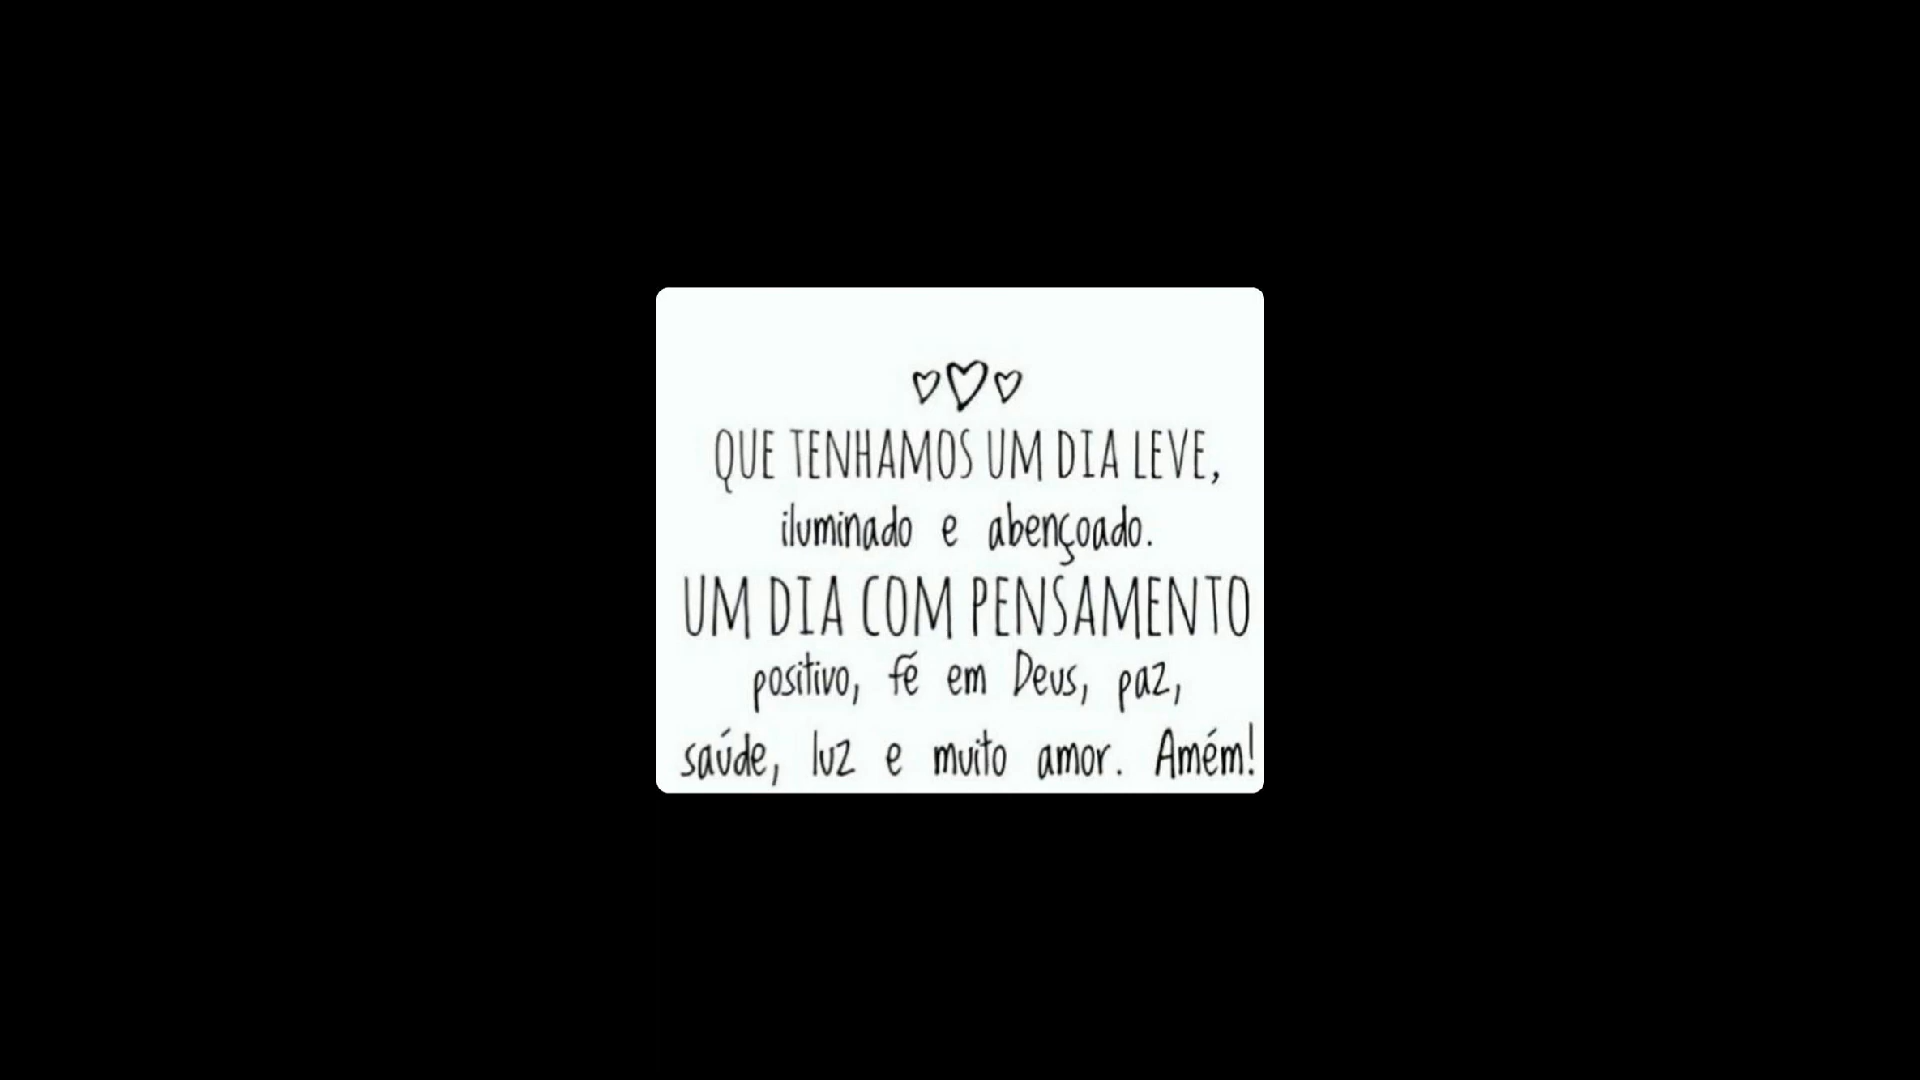 QUE TENHAMOS UM DIA LEVE,
iluminado e abençoado.
UM DIA COM PENSAMENTO
positivo, fé em Deus, paz,
saúde, luz e muito amor. Amém!